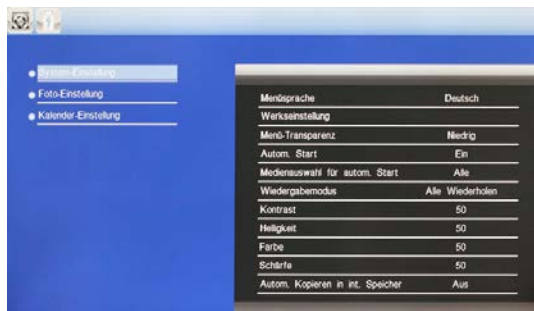 System-Einstellung
Foto-Einstellung
Kalender-Einstellung
Menüsprache Deutsch
Werkseinstellung
Menü-Transparenz Niedrig
Autom. Start Ein
Medienauswahl für autom. Start Alle
Wiedergabemodus Alle Wiederholen
Kontrast 50
Helligkeit 50
Farbe 50
Schärfe 50
Autom. Kopieren in int. Speicher Aus